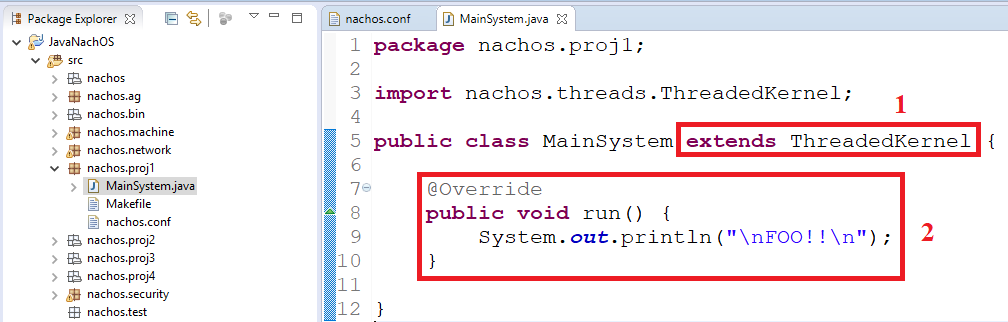 Package Explorer
JavaNachOS
src
nachos
nachos.ag
nachos.bin
nachos.machine
nachos.network
nachos.proj1
MainSystem.java
Makefile
nachos.conf
nachos.proj2
nachos.proj3
nachos.proj4
nachos.security
nachos.test
nachos.conf MainSystem.java
1 package nachos.proj1;
2
3 import nachos.threads.ThreadedKernel;
4
1
5 public class MainSystem extends ThreadedKernel {
6
7 @Override
8 public void run() {
9 System.out.println("\nFOO!!\n");
2
10 }
11
12 }